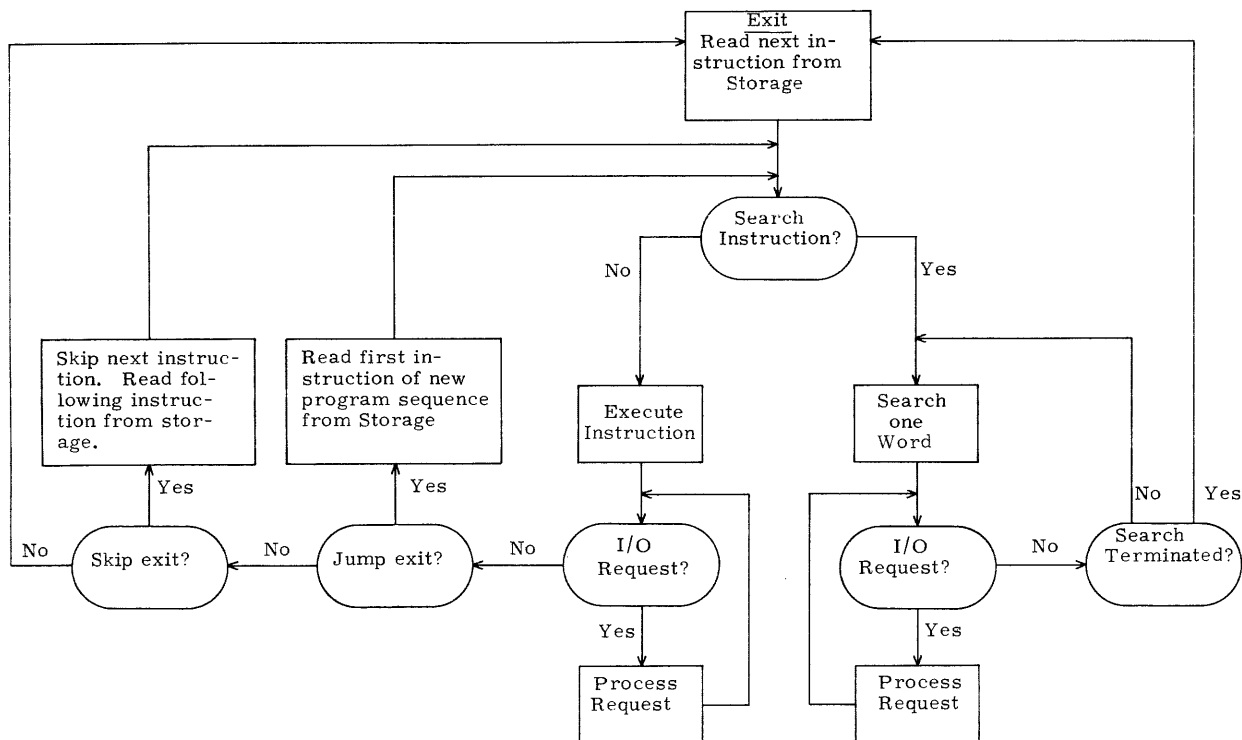 Exit
Read next in-
struction from
Storage
Search
Instruction?
No
Yes
Skip next instruc-
tion. Read fol-
lowing instruction
tion from stor-
age.
Read first in-
struction of new
program sequence
from Storage
Execute
Instruction
Search
one
Word
Yes
Yes
No
Yes
No
Skip exit?
No
Jump exit?
No
I/O
Request?
I/O
Request?
No
Search
Terminated?
Yes
Yes
Process
Request
Process
Request